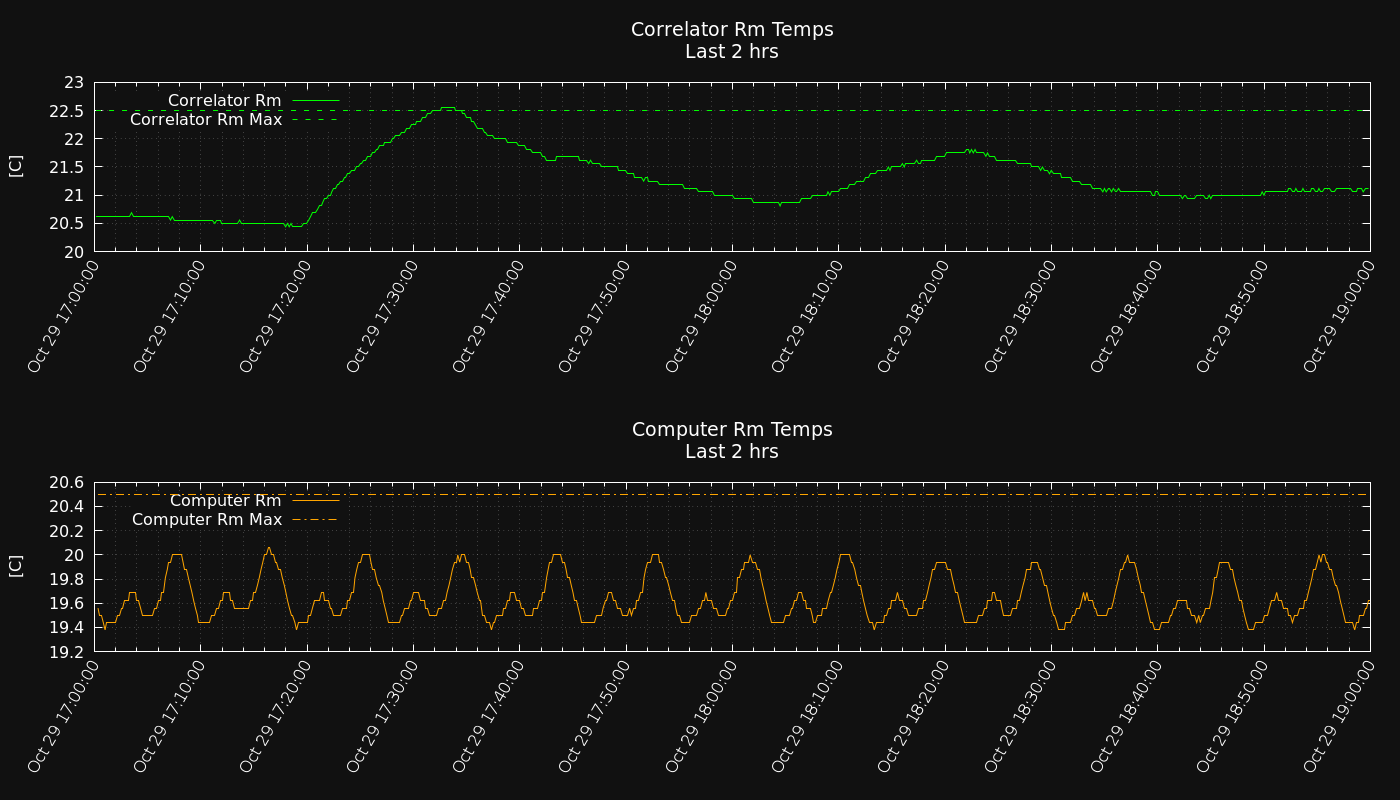 Correlator Rm Temps
Last 2 hrs
[C]
23
22.5
22
21.5
21
20.5
20
Correlator Rm
Correlator Rm Max
Oct 29 17:00:00
Oct 29 17:10:00
Oct 29 17:20:00
Oct 29 17:30:00
Oct 29 17:40:00
Oct 29 17:50:00
Oct 29 18:00:00
Oct 29 18:10:00
Oct 29 18:20:00
Oct 29 18:30:00
Oct 29 18:40:00
Oct 29 18:50:00
Oct 29 19:00:00
Computer Rm Temps
Last 2 hrs
[C]
20.6
20.4
20.2
20
19.8
19.6
19.4
19.2
Computer Rm
Computer Rm Max
Oct 29 17:00:00
Oct 29 17:10:00
Oct 29 17:20:00
Oct 29 17:30:00
Oct 29 17:40:00
Oct 29 17:50:00
Oct 29 18:00:00
Oct 29 18:10:00
Oct 29 18:20:00
Oct 29 18:30:00
Oct 29 18:40:00
Oct 29 18:50:00
Oct 29 19:00:00